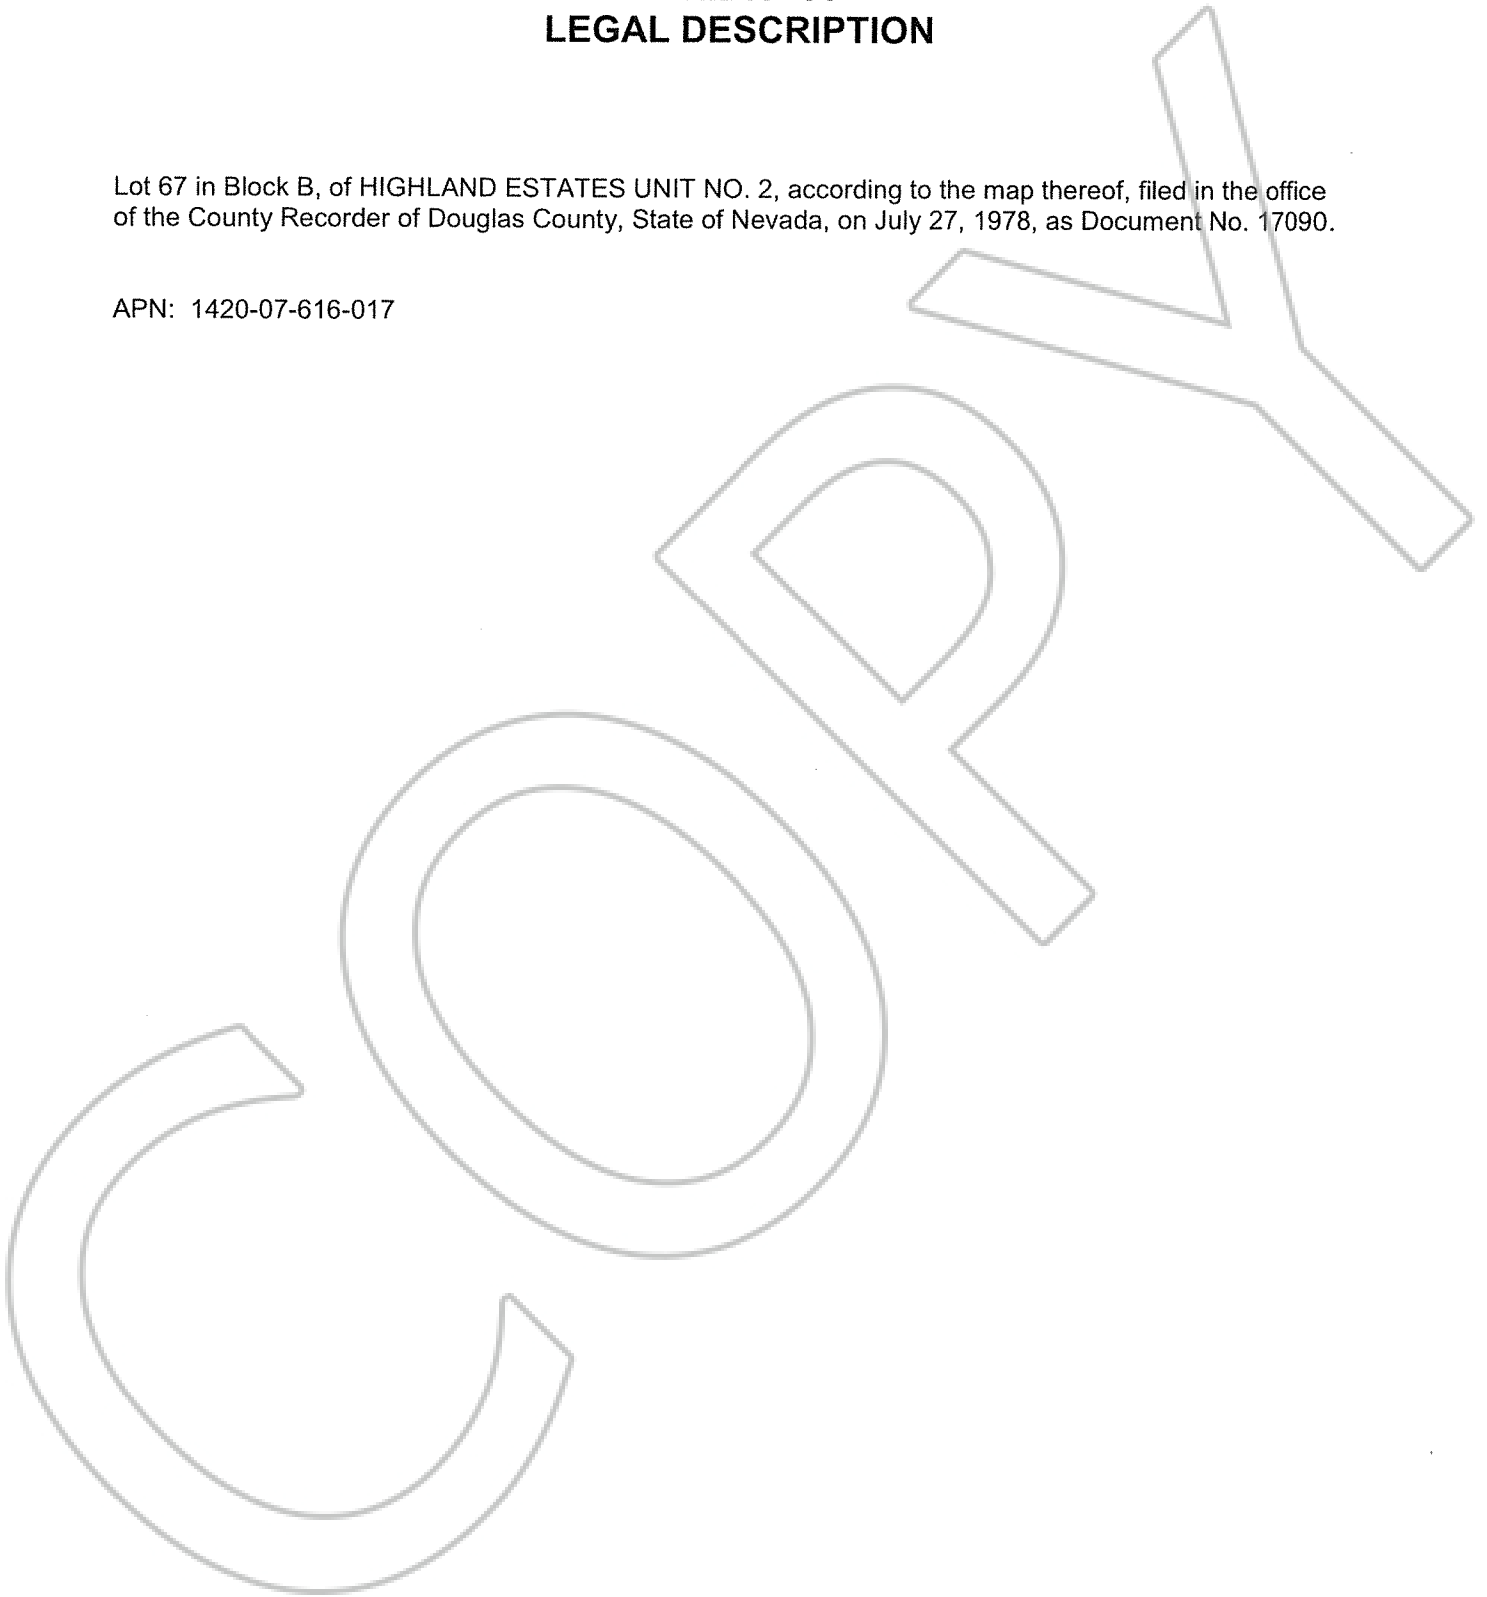 LEGAL DESCRIPTION
Lot 67 in Block B, of HIGHLAND ESTATES UNIT NO. 2, according to the map thereof, filed in the office
of the County Recorder of Douglas County, State of Nevada, on July 27, 1978, as Document No. 17090.
APN: 1420-07-616-017
COPY